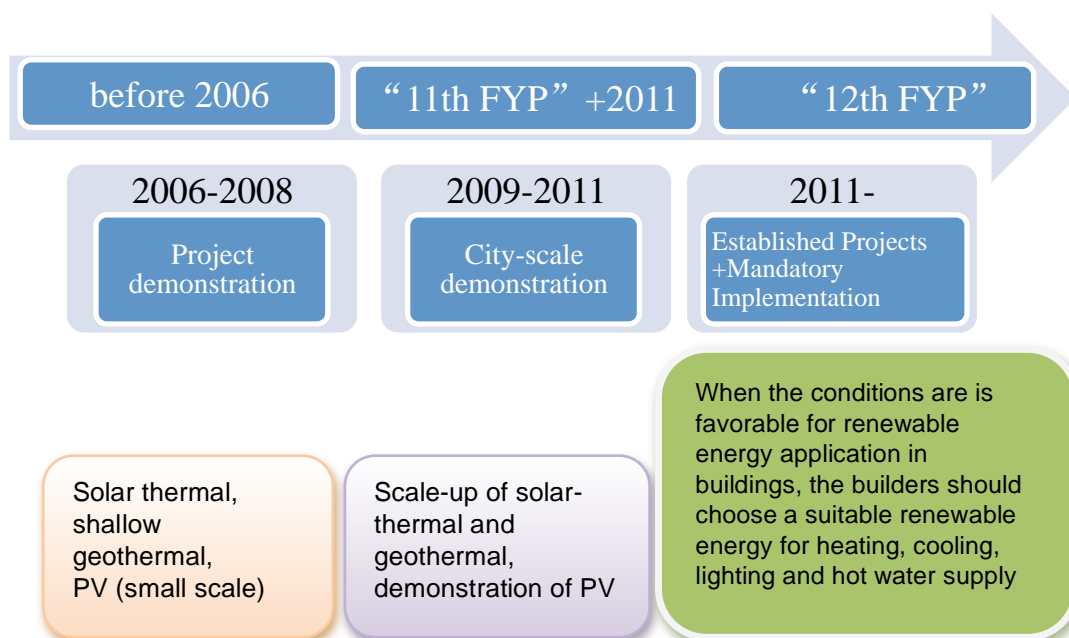 before 2006
“11th FYP” +2011
“12th FYP”
2006-2008
Project
demonstration
2009-2011
City-scale
demonstration
2011-
Established Projects
+Mandatory
Implementation
Solar thermal,
shallow
geothermal,
PV (small scale)
Scale-up of solar-
thermal and
geothermal,
demonstration of PV
When the conditions are is
favorable for renewable
energy application in
buildings, the builders should
choose a suitable renewable
energy for heating, cooling,
lighting and hot water supply